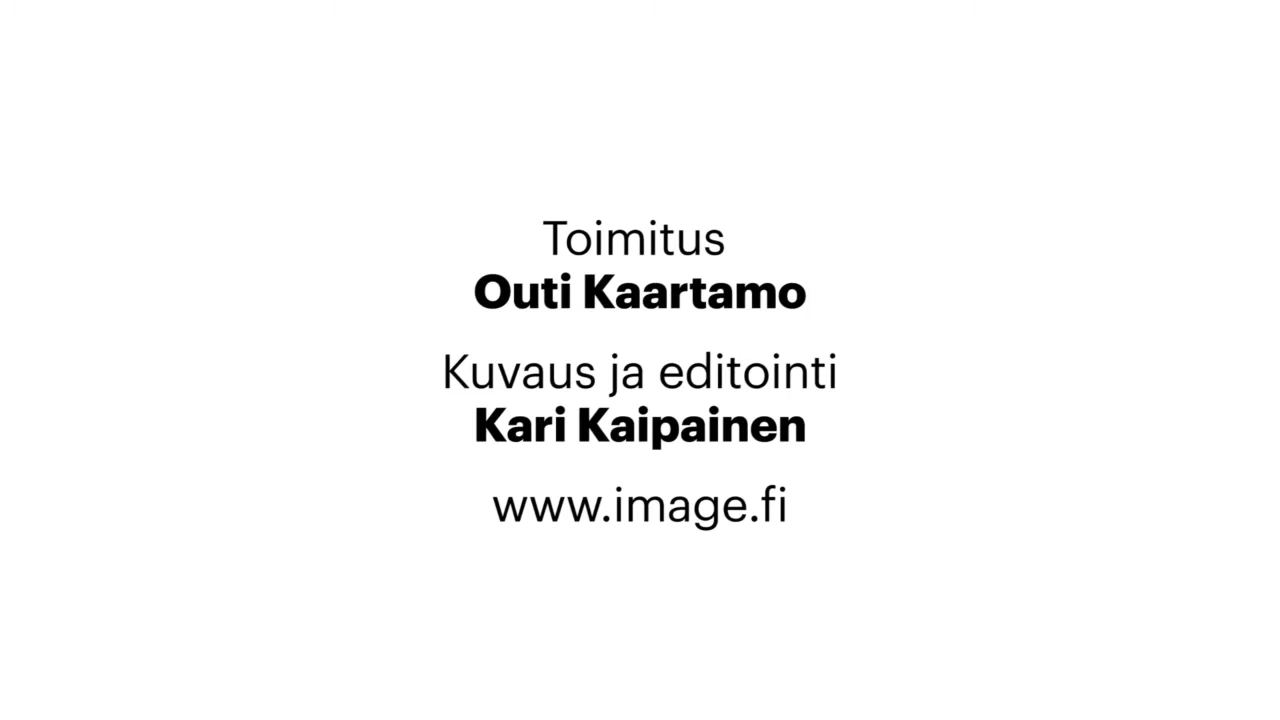 Toimitus
Outi Kaartamo
Kuvaus ja editointi
Kari Kaipainen
www.image.fi